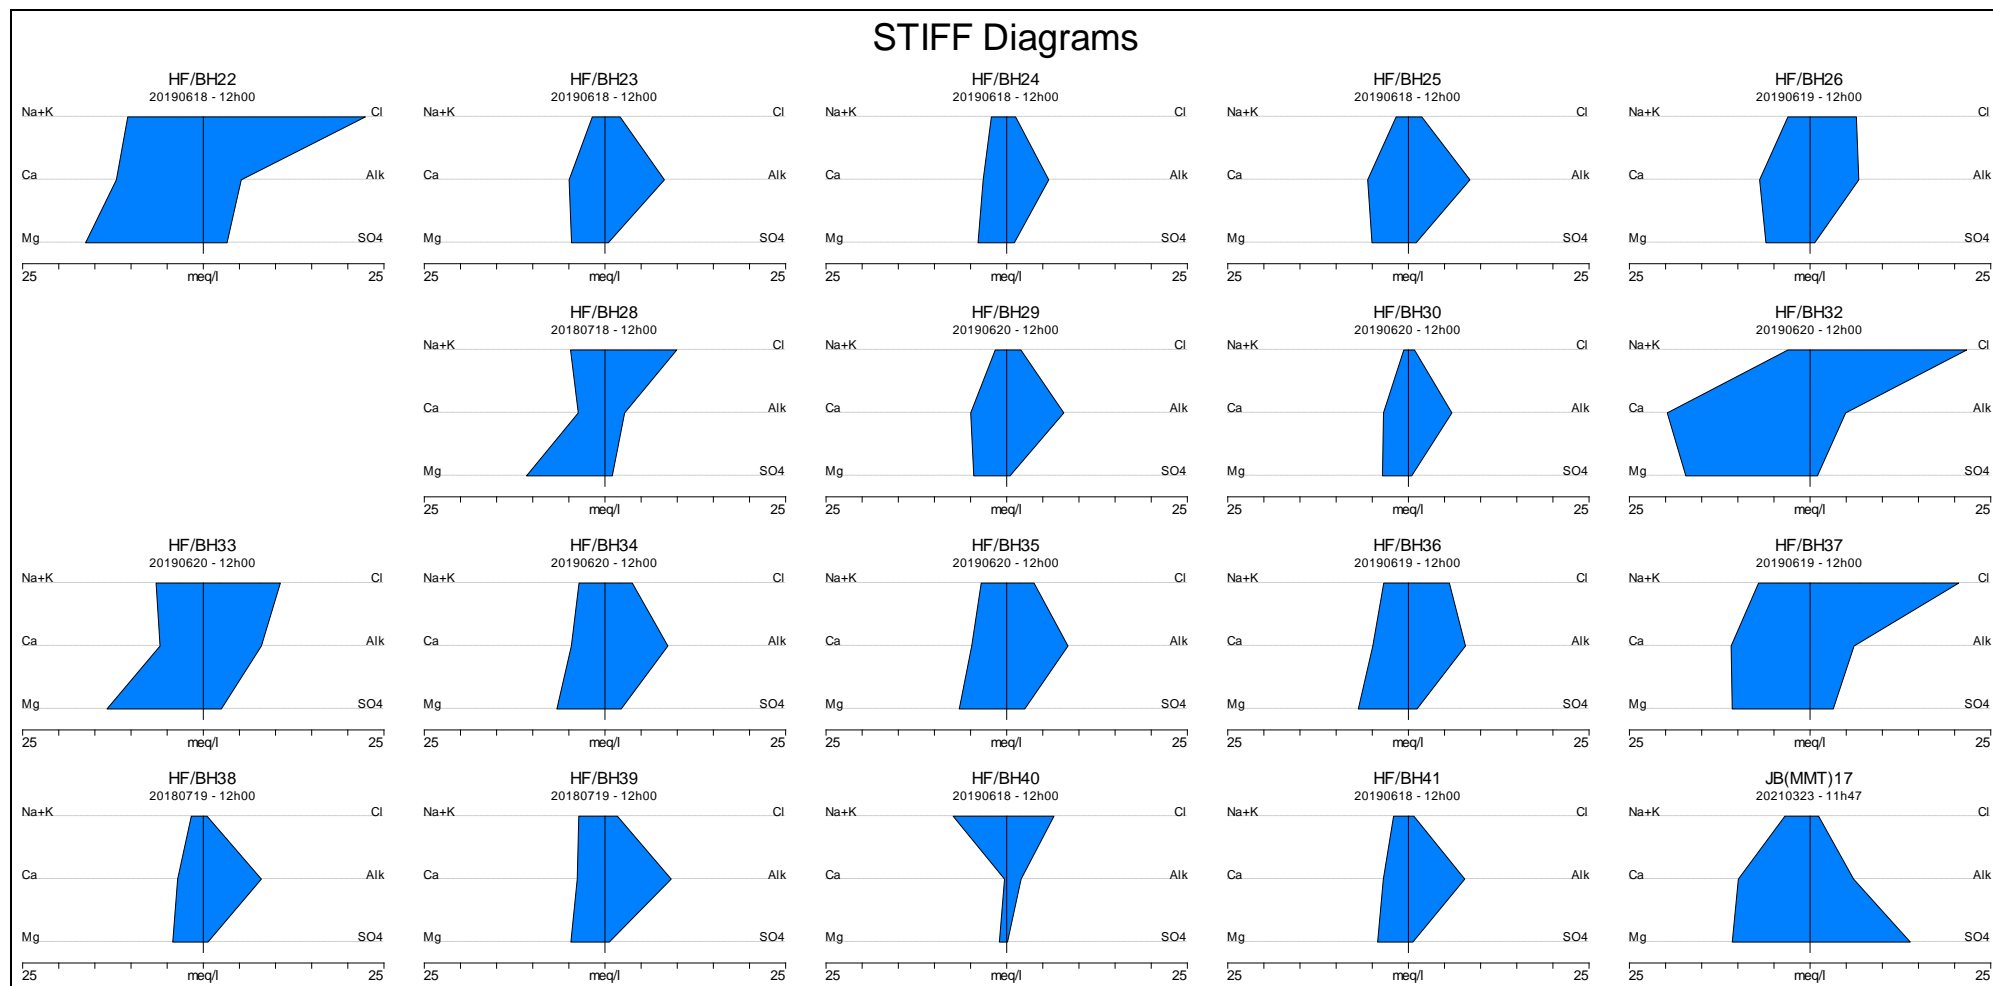 STIFF Diagrams
HF/BH22
20190618 - 12h00
Na+K Cl
Ca Alk
Mg SO4
25 meq/l 25
HF/BH23
20190618 - 12h00
Na+K Cl
Ca Alk
Mg SO4
25 meq/l 25
HF/BH24
20190618 - 12h00
Na+K Cl
Ca Alk
Mg SO4
25 meq/l 25
HF/BH25
20190618 - 12h00
Na+K Cl
Ca Alk
Mg SO4
25 meq/l 25
HF/BH26
20190619 - 12h00
Na+K Cl
Ca Alk
Mg SO4
25 meq/l 25
HF/BH28
20180718 - 12h00
Na+K Cl
Ca Alk
Mg SO4
25 meq/l 25
HF/BH29
20190620 - 12h00
Na+K Cl
Ca Alk
Mg SO4
25 meq/l 25
HF/BH30
20190620 - 12h00
Na+K Cl
Ca Alk
Mg SO4
25 meq/l 25
HF/BH32
20190620 - 12h00
Na+K Cl
Ca Alk
Mg SO4
25 meq/l 25
HF/BH33
20190620 - 12h00
Na+K Cl
Ca Alk
Mg SO4
25 meq/l 25
HF/BH34
20190620 - 12h00
Na+K Cl
Ca Alk
Mg SO4
25 meq/l 25
HF/BH35
20190620 - 12h00
Na+K Cl
Ca Alk
Mg SO4
25 meq/l 25
HF/BH36
20190619 - 12h00
Na+K Cl
Ca Alk
Mg SO4
25 meq/l 25
HF/BH37
20190619 - 12h00
Na+K Cl
Ca Alk
Mg SO4
25 meq/l 25
HF/BH38
20180719 - 12h00
Na+K Cl
Ca Alk
Mg SO4
25 meq/l 25
HF/BH39
20180719 - 12h00
Na+K Cl
Ca Alk
Mg SO4
25 meq/l 25
HF/BH40
20190618 - 12h00
Na+K Cl
Ca Alk
Mg SO4
25 meq/l 25
HF/BH41
20190618 - 12h00
Na+K Cl
Ca Alk
Mg SO4
25 meq/l 25
JB(MMT)17
20210323 - 11h47
Na+K Cl
Ca Alk
Mg SO4
25 meq/l 25